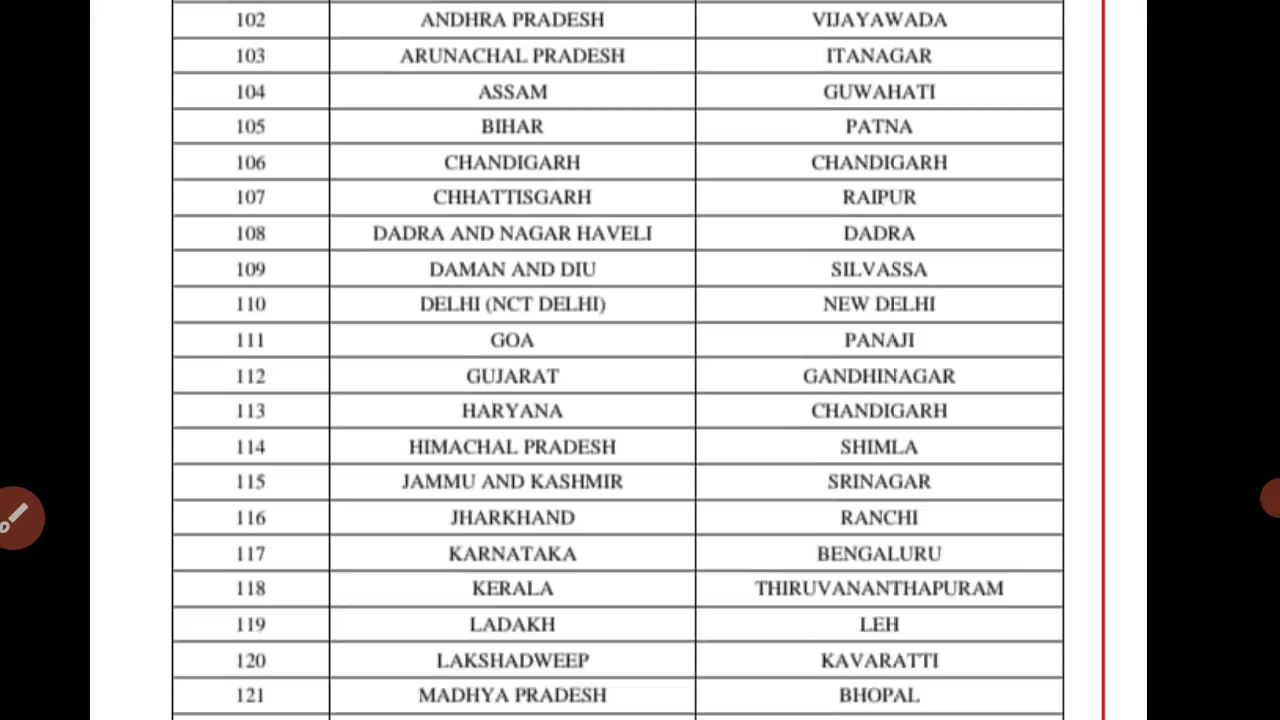 102 ANDHRA PRADESH VIJAYAWADA
103 ARUNACHAL PRADESH ITANAGAR
104 ASSAM GUWAHATI
105 BIHAR PATNA
106 CHANDIGARH CHANDIGARH
107 CHHATTISGARH RAIPUR
108 DADRA AND NAGAR HAVELI DADRA
109 DAMAN AND DIU SILVASSA
110 DELHI (NCT DELHI) NEW DELHI
111 GOA PANAJI
112 GUJARAT GANDHINAGAR
113 HARYANA CHANDIGARH
114 HIMACHAL PRADESH SHIMLA
115 JAMMU AND KASHMIR SRINAGAR
116 JHARKHAND RANCHI
117 KARNATAKA BENGALURU
118 KERALA THIRUVANANTHAPURAM
119 LADAKH LEH
120 LAKSHADWEEP KAVARATTI
121 MADHYA PRADESH BHOPAL